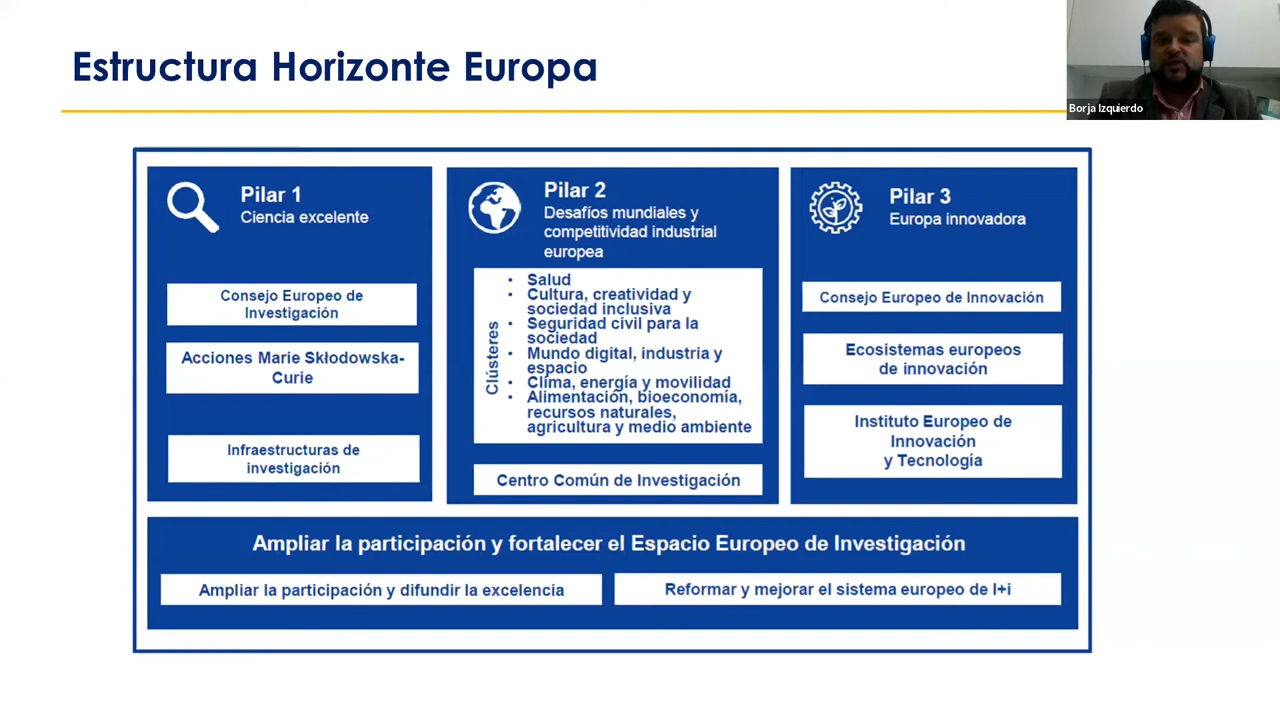 Estructura Horizonte Europa
Borja Izquierdo
Pilar 1
Ciencia excelente
Consejo Europeo de
Investigación
Acciones Marie Skłodowska-
Curie
Infraestructuras de
investigación
Pilar 2
Desafíos mundiales y
competitividad industrial
europea
Clústeres
• Salud
• Cultura, creatividad y
sociedad inclusiva
• Seguridad civil para la
sociedad
• Mundo digital, industria y
espacio
• Clima, energía y movilidad
• Alimentación, bioeconomía,
recursos naturales,
agricultura y medio ambiente
Centro Común de Investigación
Pilar 3
Europa innovadora
Consejo Europeo de Innovación
Ecosistemas europeos
de innovación
Instituto Europeo de
Innovación
y Tecnología
Ampliar la participación y fortalecer el Espacio Europeo de Investigación
Ampliar la participación y difundir la excelencia
Reformar y mejorar el sistema europeo de I+i